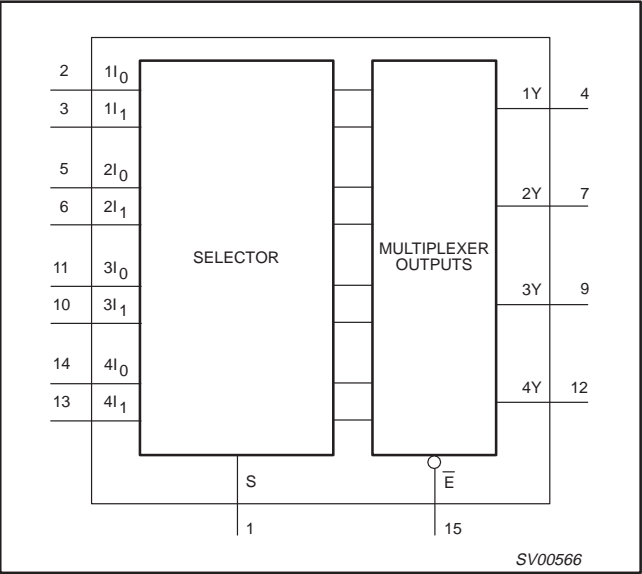 2 1I0 1Y 4
3 1I1
5 2I0 2Y 7
6 2I1
SELECTOR
MULTIPLEXER
OUTPUTS
11 3I0 3Y 9
10 3I1
14 4I0 4Y 12
13 4I1
S E̅
1 15
SV00566